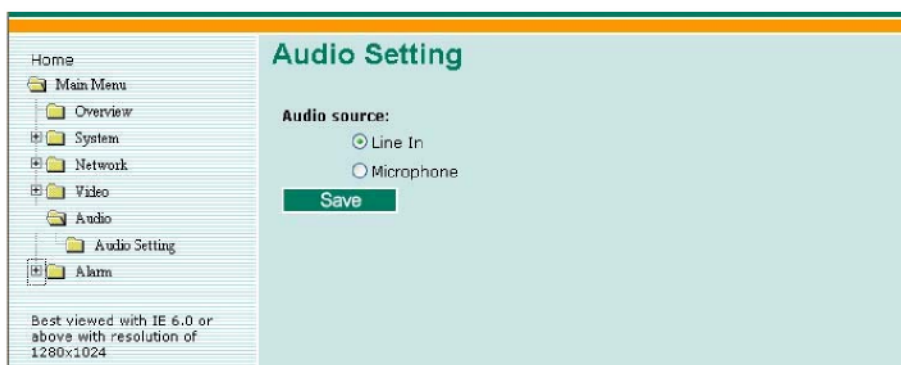 Home
Main Menu
Overview
System
Network
Video
Audio
Audio Setting
Alarm
Best viewed with IE 6.0 or
above with resolution of
1280x1024
Audio Setting
Audio source:
Line In
Microphone
Save